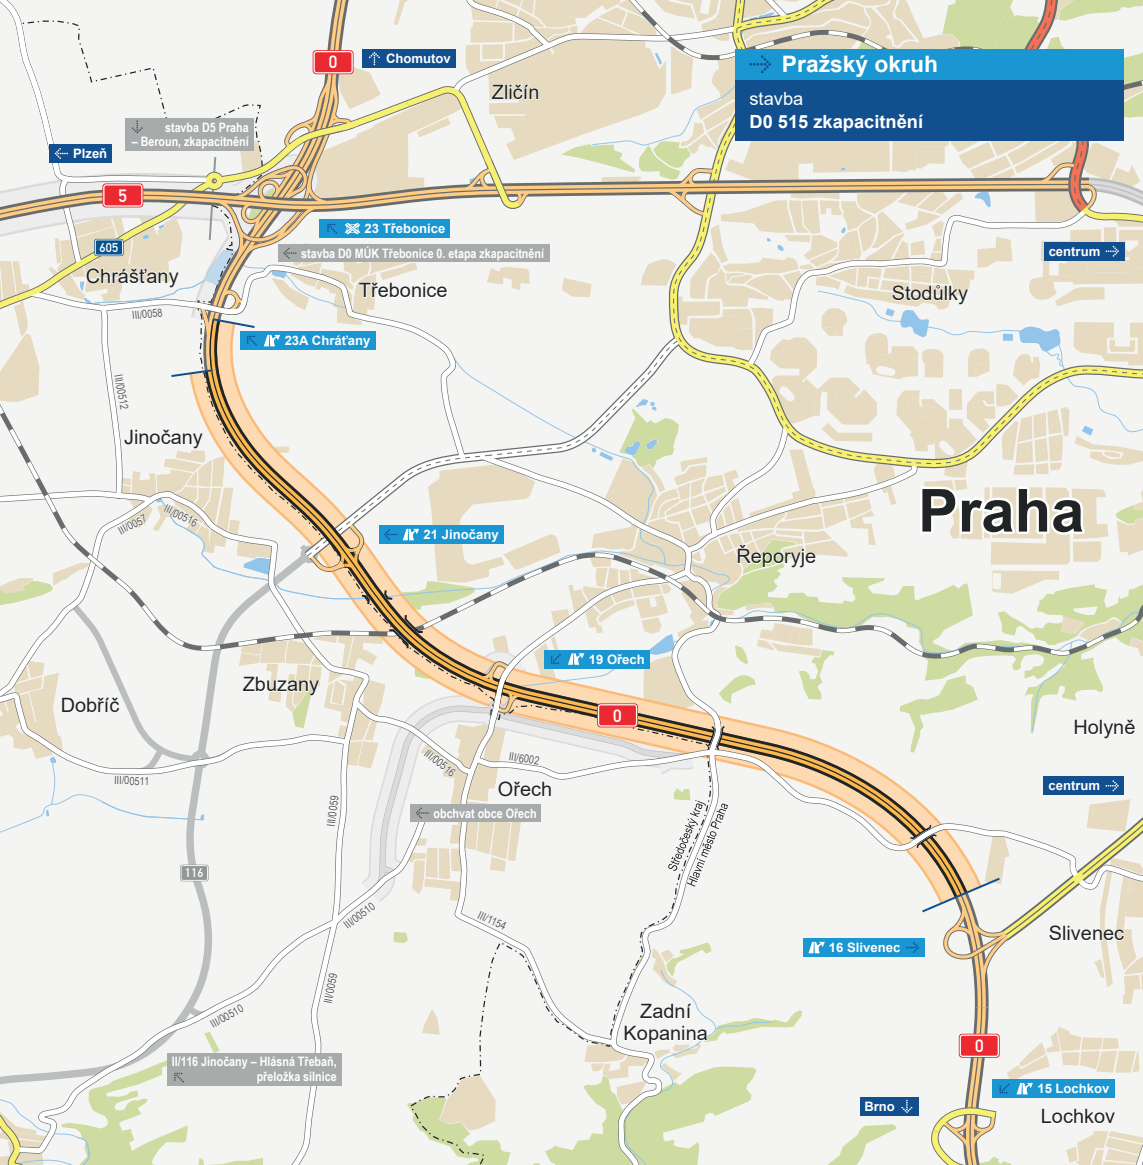 0
Chomutov
Zličín
Pražský okruh
stavba
D0 515 zkapacitnění
stavba D5 Praha
– Beroun, zkapacitnění
Plzeň
5
23 Třebonice
stavba D0 MÚK Třebonice 0. etapa zkapacitnění
605
Chrášťany
centrum
Třebonice
Stodůlky
III/0058
23A Chráťany
III/00512
Jinočany
Praha
III/0057
III/00516
21 Jinočany
Řeporyje
19 Ořech
Zbuzany
Dobříč
0
Holyně
III/00516
II/6002
III/00511
Ořech
centrum
III/0059
obchvat obce Ořech
Středočeský kraj
Hlavní město Praha
116
III/00510
III/1154
Slivenec
16 Slivenec
III/0059
III/00510
Zadní
Kopanina
0
II/116 Jinočany – Hlásná Třebaň,
přeložka silnice
15 Lochkov
Brno
Lochkov